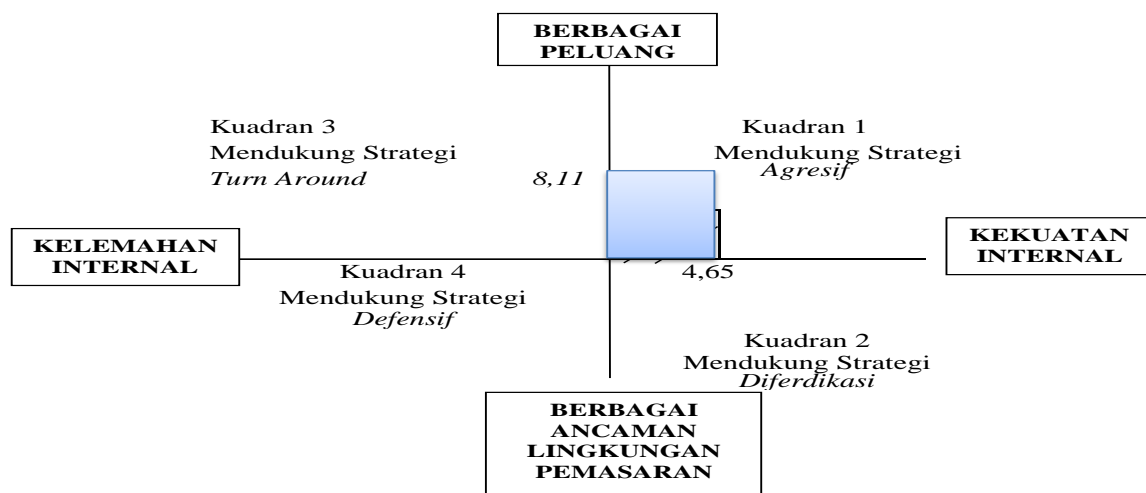 BERBAGAI
PELUANG
Kuadran 3
Mendukung Strategi
Turn Around
8,11
Kuadran 1
Mendukung Strategi
Agresif
KELEMAHAN
INTERNAL
KEKUATAN
INTERNAL
4,65
Kuadran 4
Mendukung Strategi
Defensif
Kuadran 2
Mendukung Strategi
Diferdikasi
BERBAGAI
ANCAMAN
LINGKUNGAN
PEMASARAN